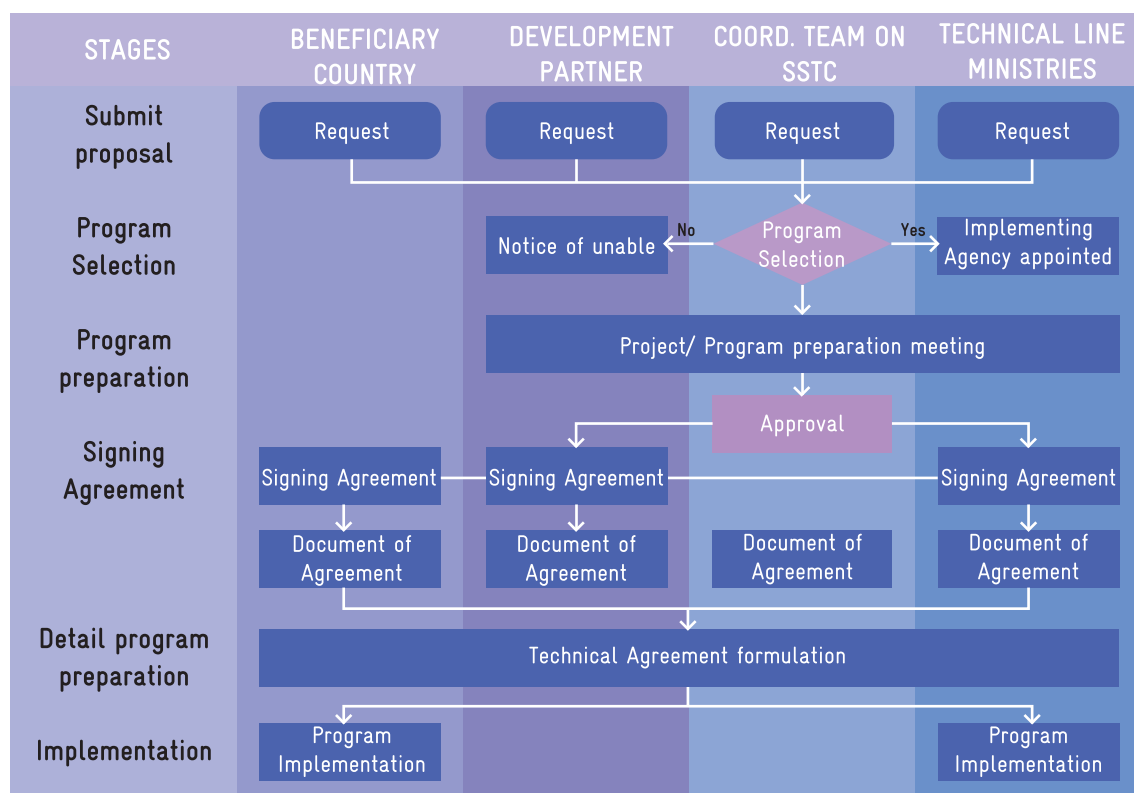 STAGES
BENEFICIARY
COUNTRY
DEVELOPMENT
PARTNER
COORD. TEAM ON
SSTC
TECHNICAL LINE
MINISTRIES
Submit
proposal
Request
Request
Request
Request
Program
Selection
Notice of unable
No
Program
Selection
Yes
Implementing
Agency appointed
Program
preparation
Project/ Program preparation meeting
Approval
Signing
Agreement
Signing Agreement
Signing Agreement
Signing Agreement
Document of
Agreement
Document of
Agreement
Document of
Agreement
Document of
Agreement
Detail program
preparation
Technical Agreement formulation
Implementation
Program
Implementation
Program
Implementation